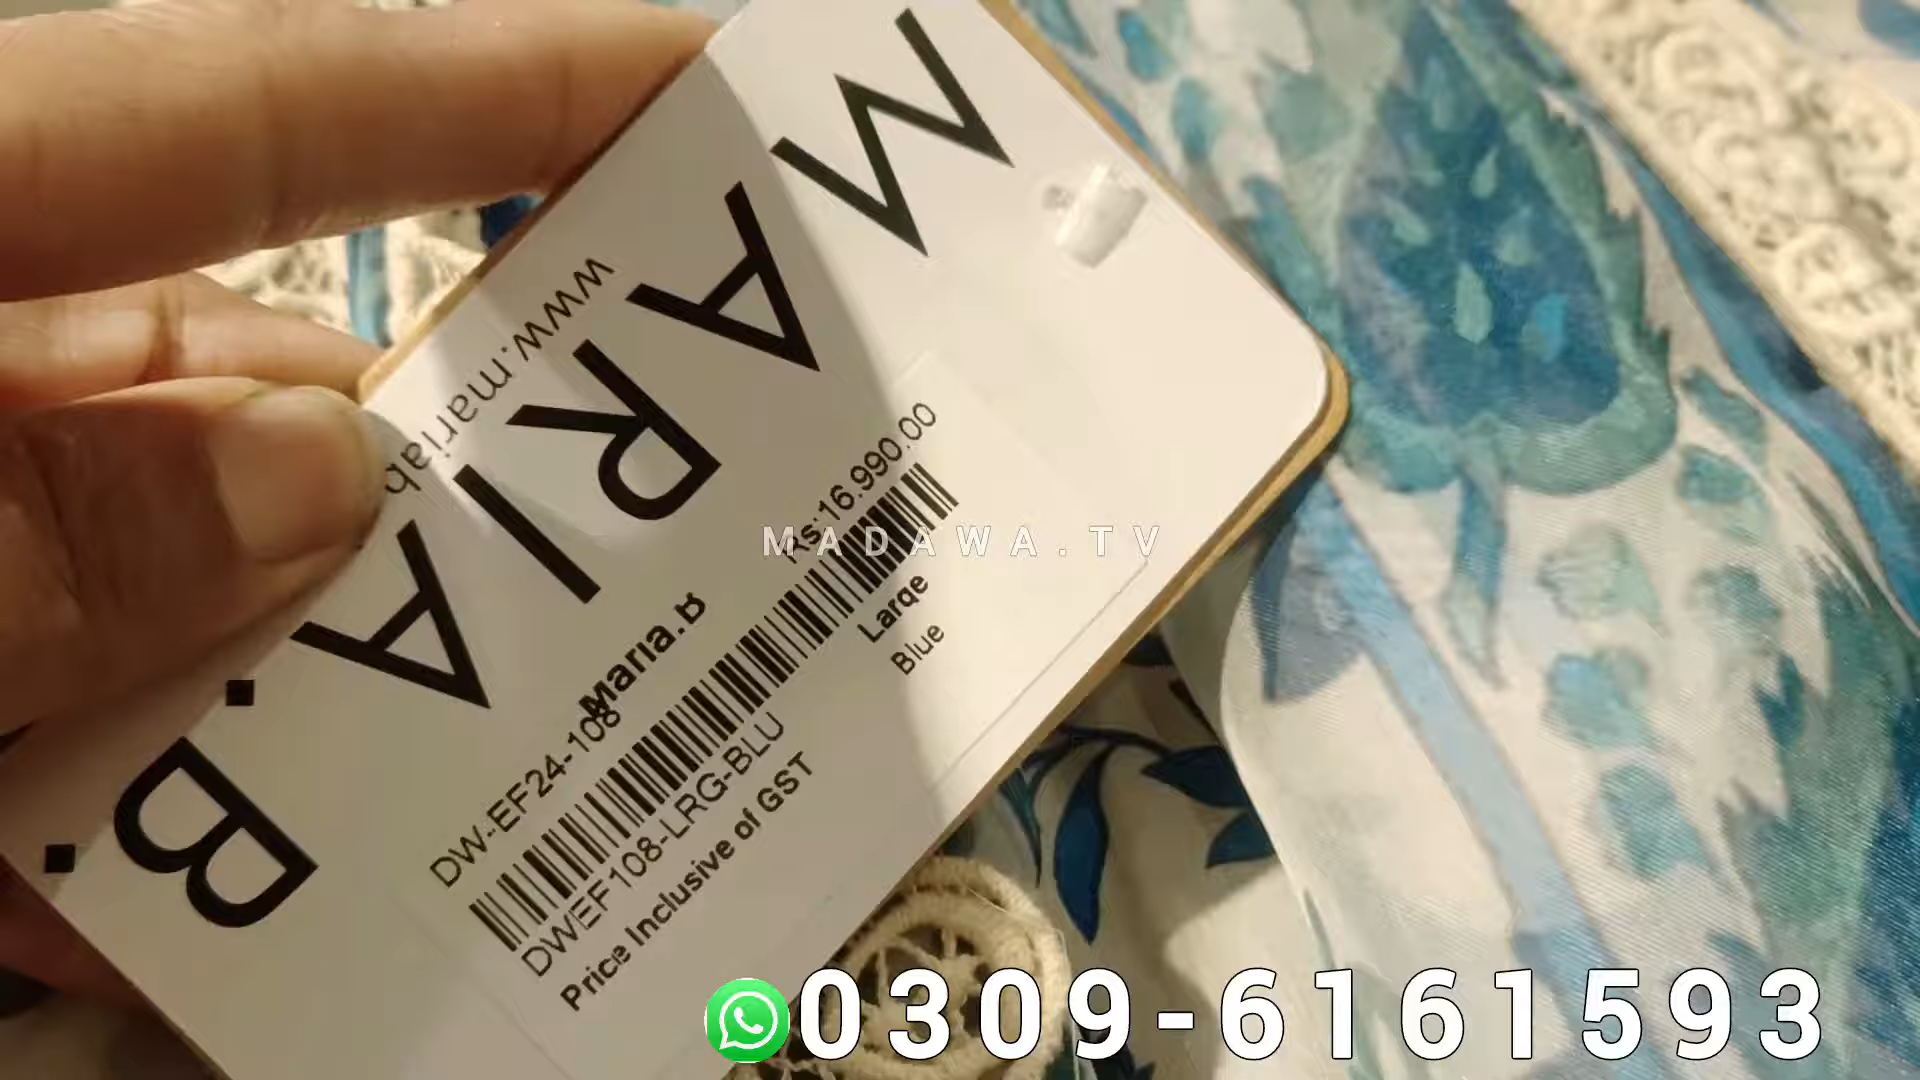 MARIA.B.
www.mariab
Rs:16,990.00
Maria.B
DW-EF24-108
Large
Blue
DWEF108-LRG-BLU
Price Inclusive of GST
MADAWA.TV
0309-6161593